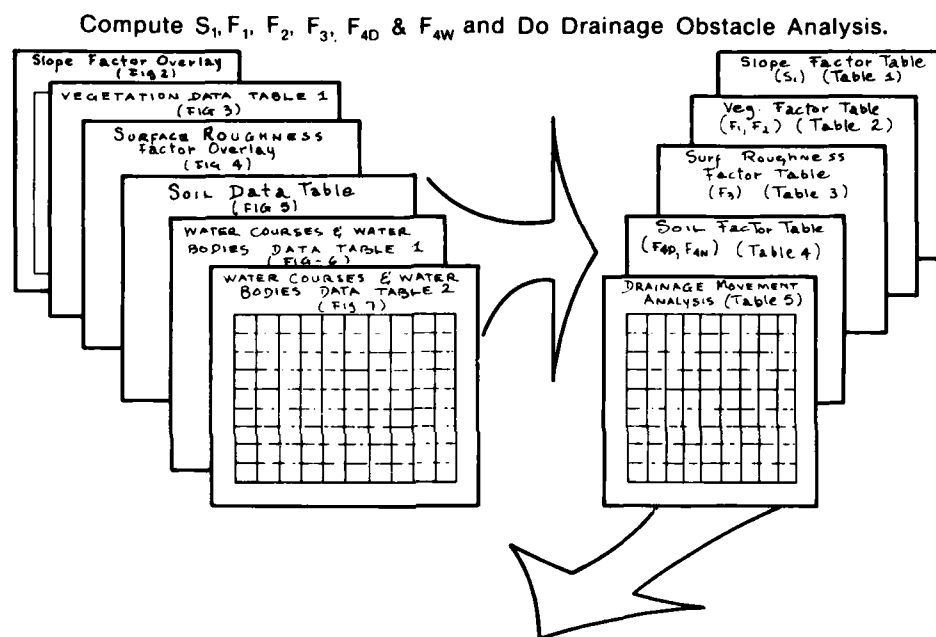 Compute S₁, F₁, F₂, F₃, F₄D & F₄W and Do Drainage Obstacle Analysis.
Slope Factor Overlay
(Fig 2)
VEGETATION DATA TABLE 1
(FIG 3)
SURFACE ROUGHNESS
Factor Overlay
(FIG 4)
SOIL DATA Table
(FIG 5)
WATER COURSES & WATER
BODIES DATA TABLE 1
(FIG-6)
WATER COURSES & WATER
BODIES DATA TABLE 2
(Fig 7)
Slope Factor Table
(S₁) (Table 1)
Veg. Factor Table
(F₁, F₂) (Table 2)
Surf Roughness
Factor Table
(F₃) (Table 3)
SOIL Factor Table
(F₄D, F₄W) (Table 4)
DRAINAGE MOVEMENT
ANALYSIS (Table 5)